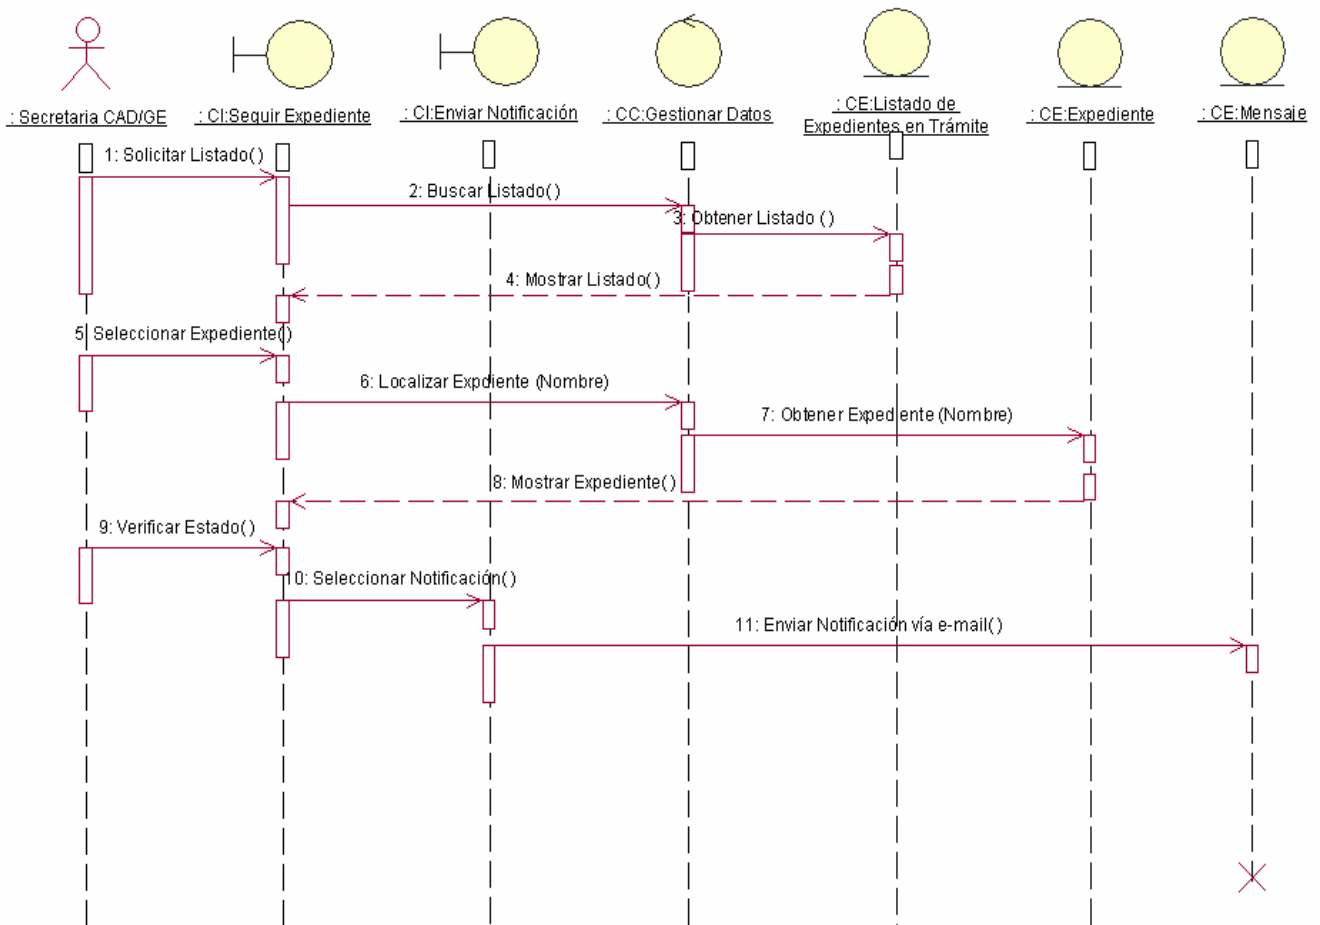 : Secretaria CAD/GE
: CI:Seguir Expediente
: CI:Enviar Notificación
: CC:Gestionar Datos
: CE:Listado de
Expedientes en Trámite
: CE:Expediente
: CE:Mensaje
1: Solicitar Listado()
2: Buscar Listado()
3: Obtener Listado ()
4: Mostrar Listado()
5: Seleccionar Expediente()
6: Localizar Expdiente (Nombre)
7: Obtener Expediente (Nombre)
8: Mostrar Expediente()
9: Verificar Estado()
10: Seleccionar Notificación()
11: Enviar Notificación vía e-mail()